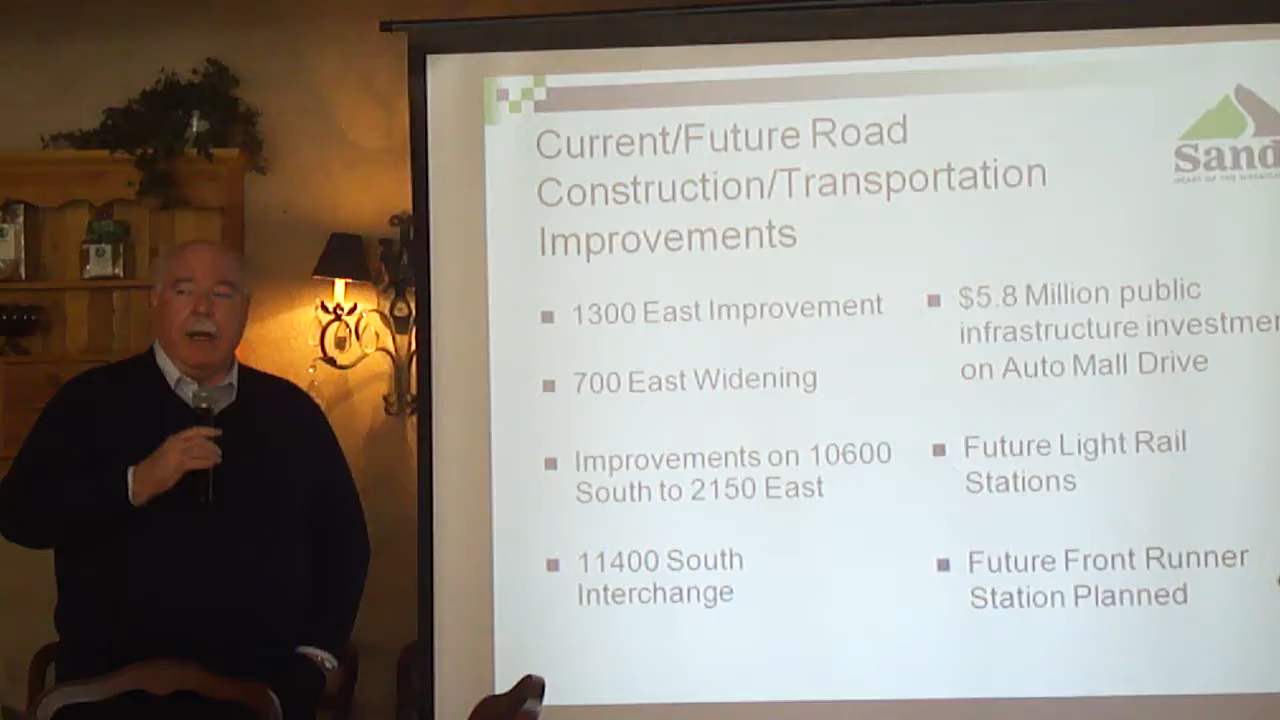 Current/Future Road
Construction/Transportation
Improvements
Sand
1300 East Improvement
700 East Widening
Improvements on 10600
South to 2150 East
11400 South
Interchange
$5.8 Million public
infrastructure investmen
on Auto Mall Drive
Future Light Rail
Stations
Future Front Runner
Station Planned